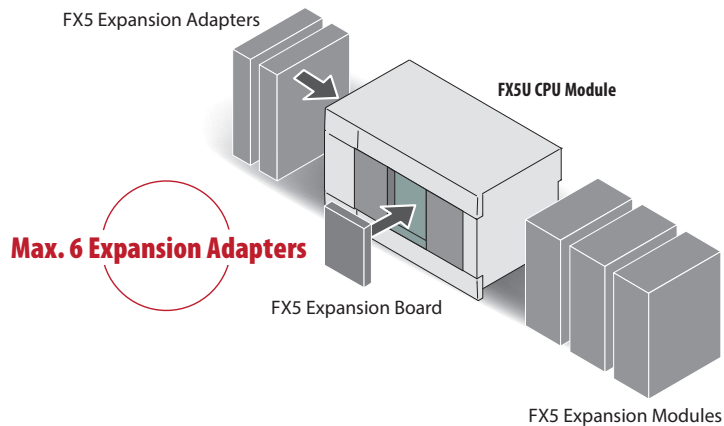 FX5 Expansion Adapters
FX5U CPU Module
Max. 6 Expansion Adapters
FX5 Expansion Board
FX5 Expansion Modules